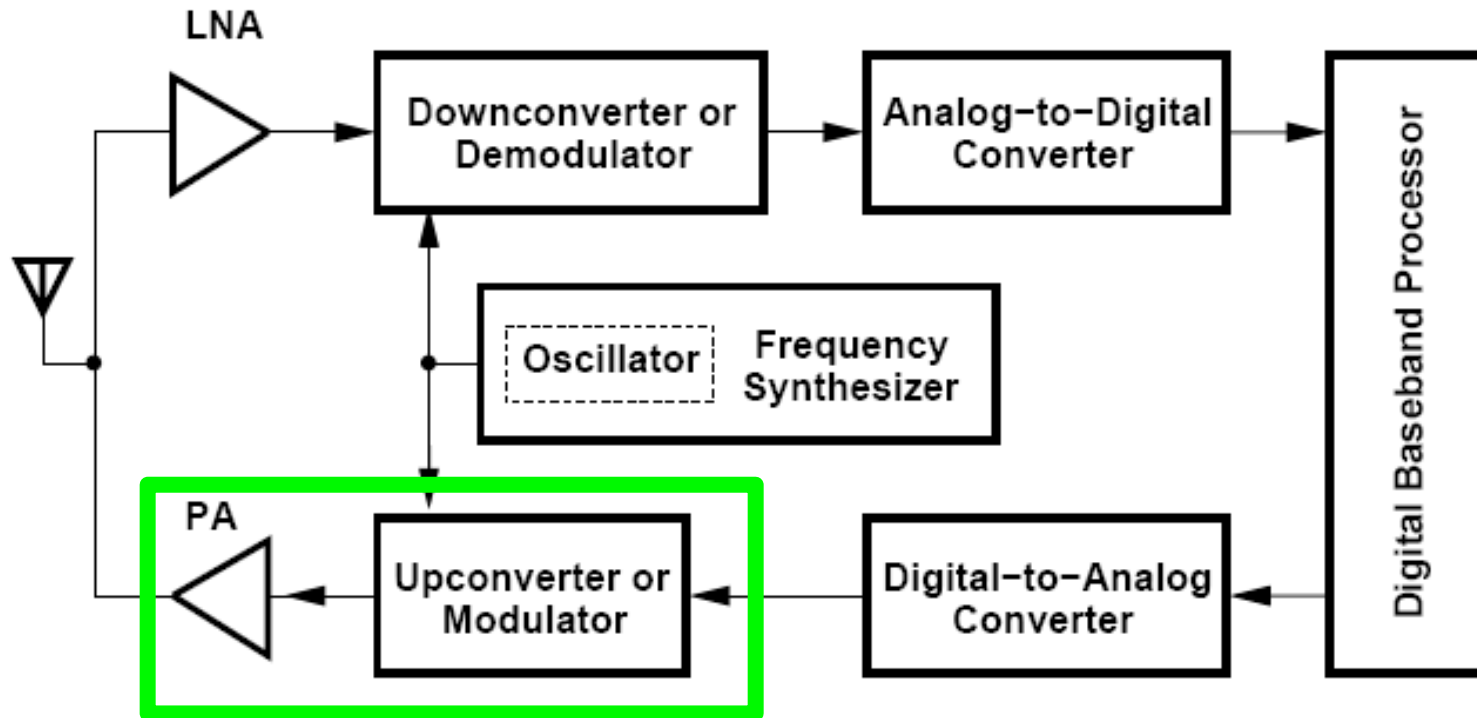 LNA
Downconverter or
Demodulator
Analog-to-Digital
Converter
Digital Baseband Processor
Oscillator
Frequency
Synthesizer
PA
Upconverter or
Modulator
Digital-to-Analog
Converter